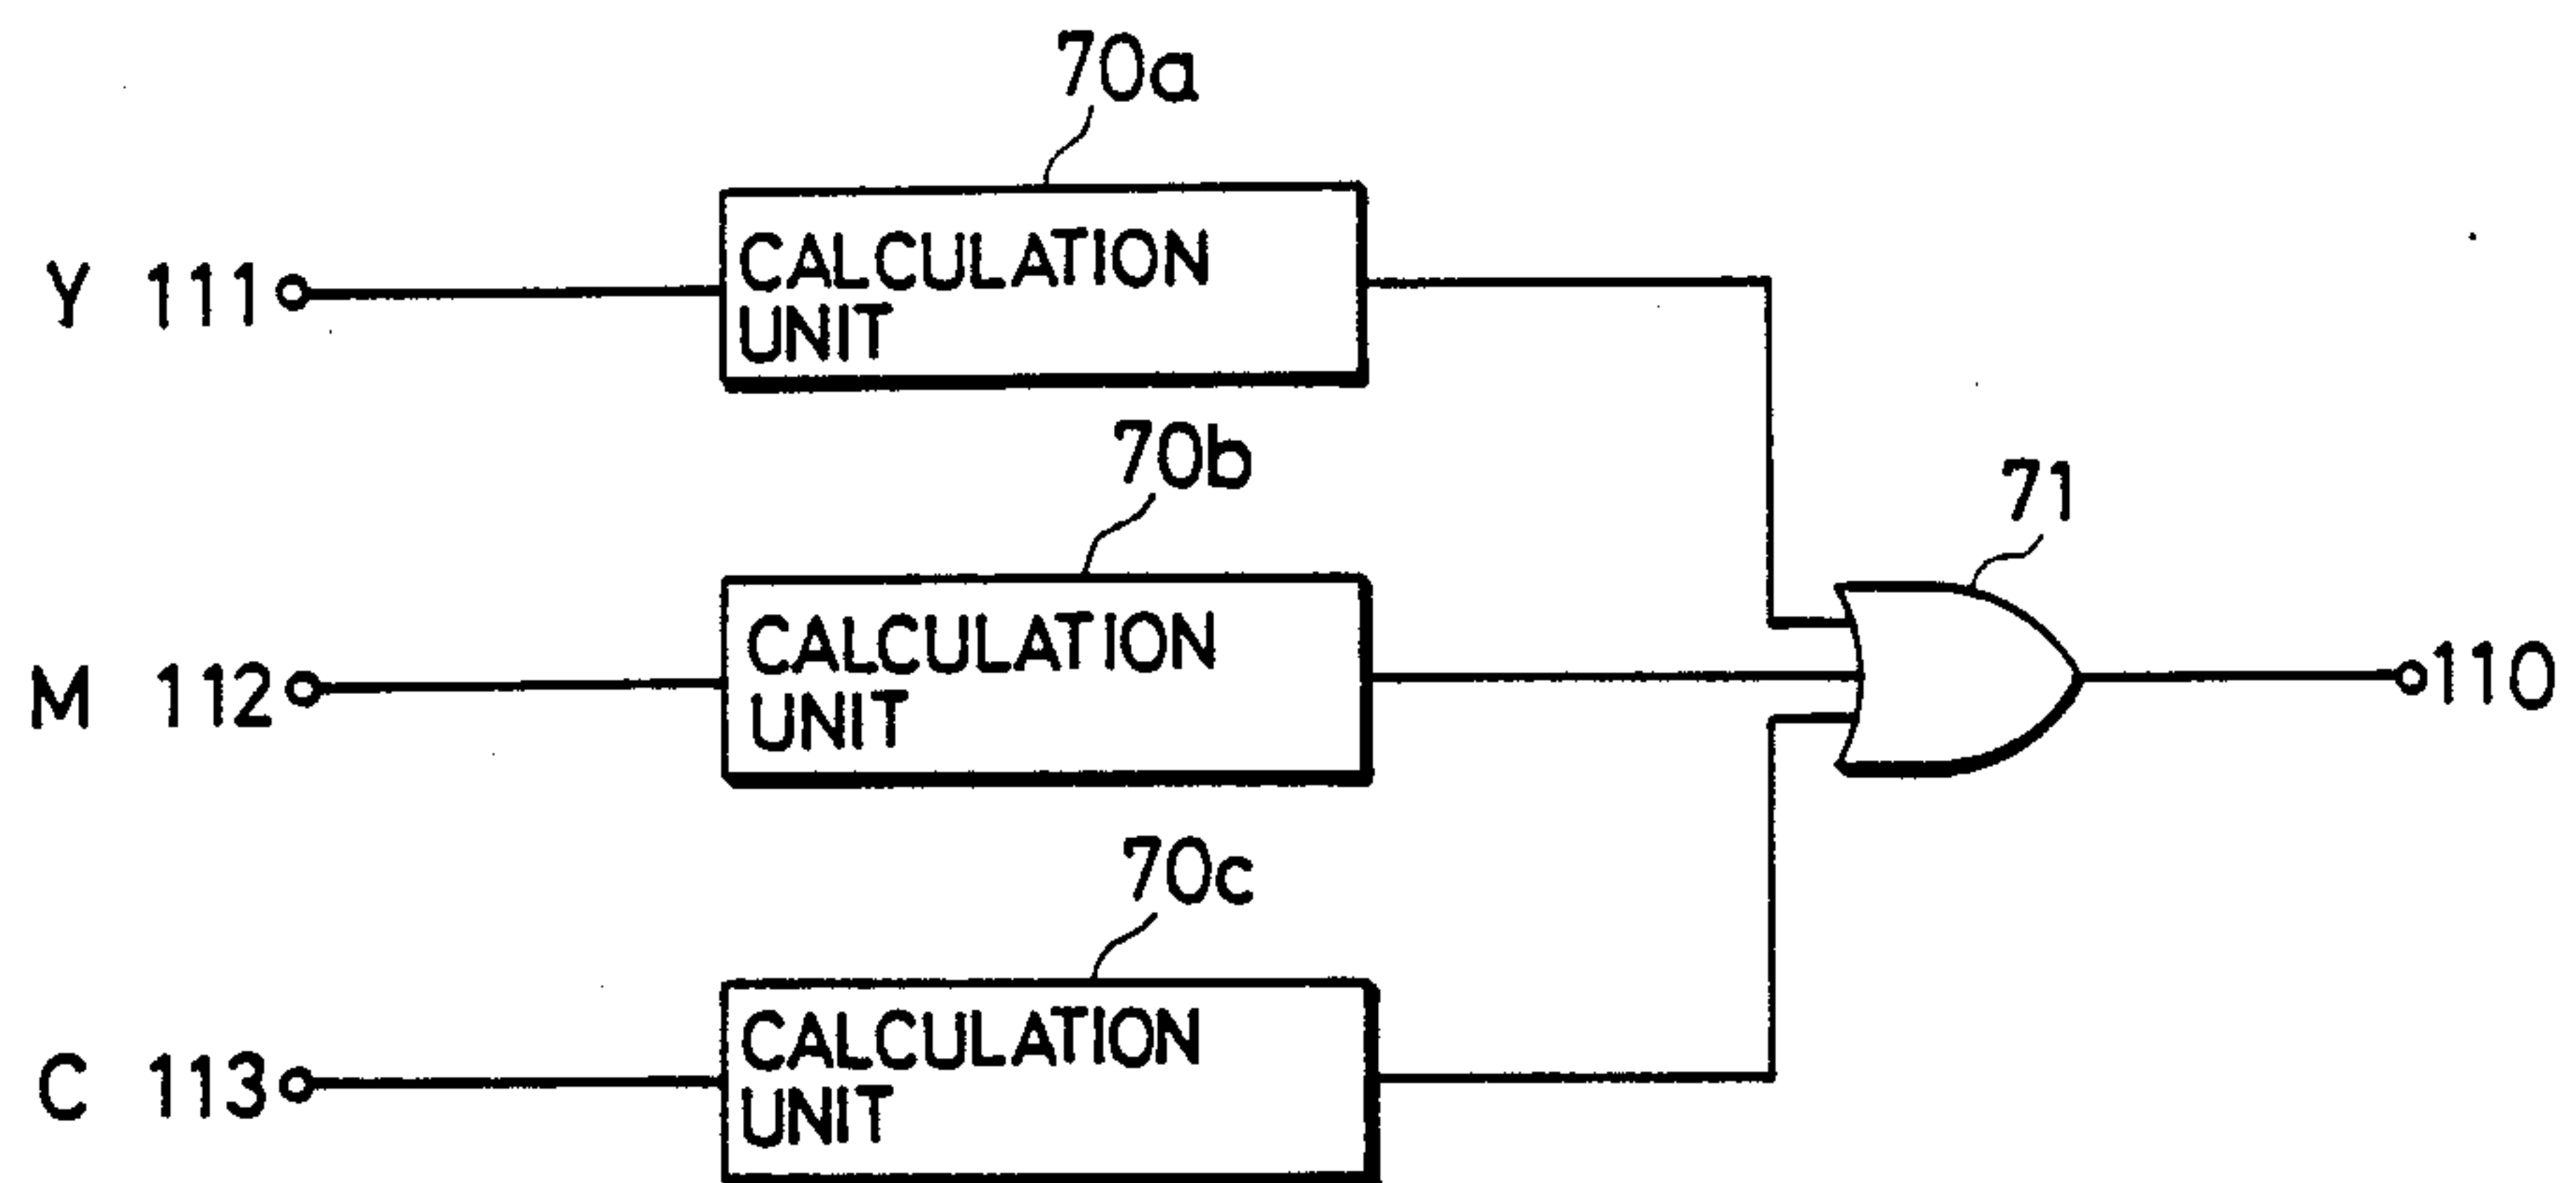 70a
Y 111
CALCULATION
UNIT
70b
71
M 112
CALCULATION
UNIT
110
70c
C 113
CALCULATION
UNIT